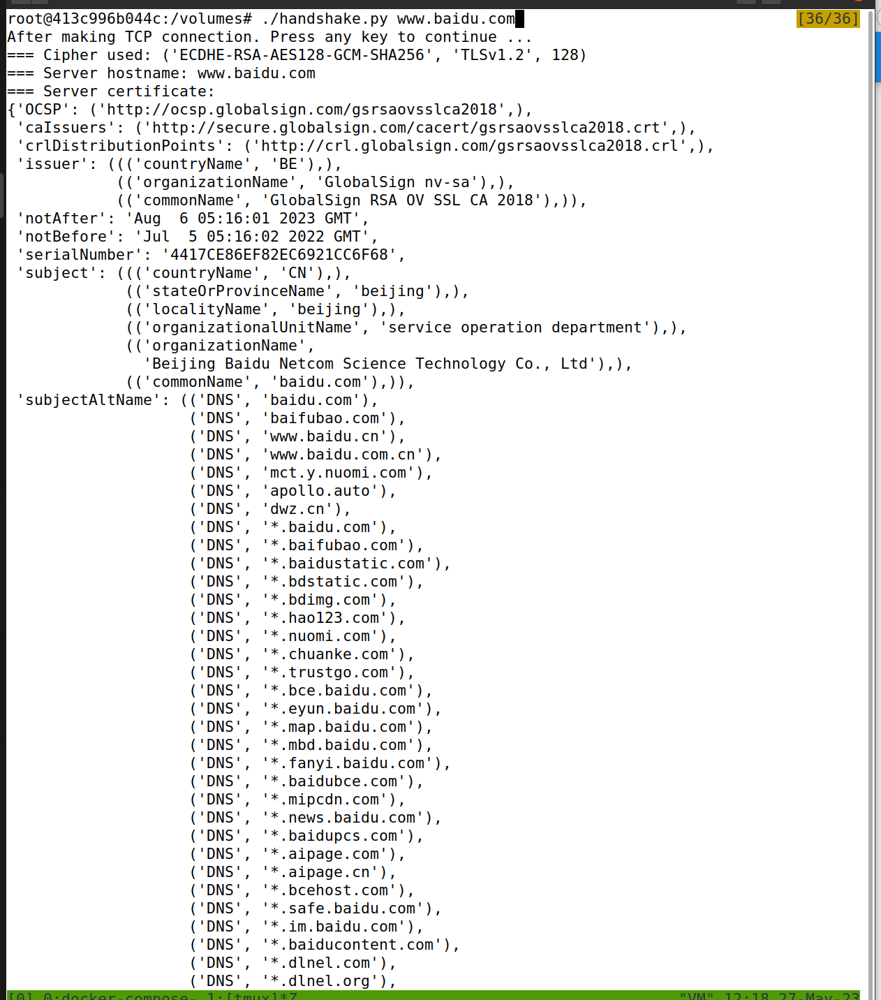 root@413c996b044c:/volumes# ./handshake.py www.baidu.com [36/36]
After making TCP connection. Press any key to continue ...
=== Cipher used: ('ECDHE-RSA-AES128-GCM-SHA256', 'TLSv1.2', 128)
=== Server hostname: www.baidu.com
=== Server certificate:
{'OCSP': ('http://ocsp.globalsign.com/gsrsaovsslca2018',),
 'caIssuers': ('http://secure.globalsign.com/cacert/gsrsaovsslca2018.crt',),
 'crlDistributionPoints': ('http://crl.globalsign.com/gsrsaovsslca2018.crl',),
 'issuer': ((('countryName', 'BE'),),
            (('organizationName', 'GlobalSign nv-sa'),),
            (('commonName', 'GlobalSign RSA OV SSL CA 2018'),)),
 'notAfter': 'Aug  6 05:16:01 2023 GMT',
 'notBefore': 'Jul  5 05:16:02 2022 GMT',
 'serialNumber': '4417CE86EF82EC6921CC6F68',
 'subject': ((('countryName', 'CN'),),
             (('stateOrProvinceName', 'beijing'),),
             (('localityName', 'beijing'),),
             (('organizationalUnitName', 'service operation department'),),
             (('organizationName',
               'Beijing Baidu Netcom Science Technology Co., Ltd'),),
             (('commonName', 'baidu.com'),)),
 'subjectAltName': (('DNS', 'baidu.com'),
                    ('DNS', 'baifubao.com'),
                    ('DNS', 'www.baidu.cn'),
                    ('DNS', 'www.baidu.com.cn'),
                    ('DNS', 'mct.y.nuomi.com'),
                    ('DNS', 'apollo.auto'),
                    ('DNS', 'dwz.cn'),
                    ('DNS', '*.baidu.com'),
                    ('DNS', '*.baifubao.com'),
                    ('DNS', '*.baidustatic.com'),
                    ('DNS', '*.bdstatic.com'),
                    ('DNS', '*.bdimg.com'),
                    ('DNS', '*.hao123.com'),
                    ('DNS', '*.nuomi.com'),
                    ('DNS', '*.chuanke.com'),
                    ('DNS', '*.trustgo.com'),
                    ('DNS', '*.bce.baidu.com'),
                    ('DNS', '*.eyun.baidu.com'),
                    ('DNS', '*.map.baidu.com'),
                    ('DNS', '*.mbd.baidu.com'),
                    ('DNS', '*.fanyi.baidu.com'),
                    ('DNS', '*.baidubce.com'),
                    ('DNS', '*.mipcdn.com'),
                    ('DNS', '*.news.baidu.com'),
                    ('DNS', '*.baidupcs.com'),
                    ('DNS', '*.aipage.com'),
                    ('DNS', '*.aipage.cn'),
                    ('DNS', '*.bcehost.com'),
                    ('DNS', '*.safe.baidu.com'),
                    ('DNS', '*.im.baidu.com'),
                    ('DNS', '*.baiducontent.com'),
                    ('DNS', '*.dlnel.com'),
                    ('DNS', '*.dlnel.org'),
[0] 0:docker-compose- 1:[tmux]*Z "VM" 12:18 27-May-23